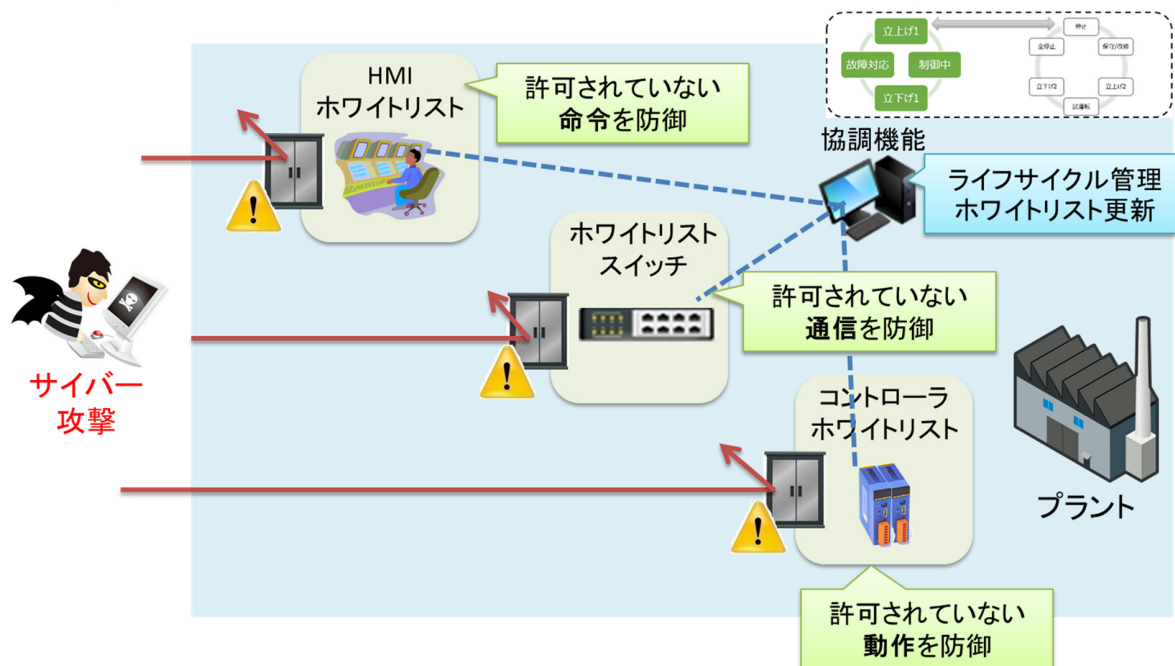 立上げ1
故障対応
制御中
立下げ1
停止
全停止
保守/改修
立下げ2
立上げ2
試運転
協調機能
ライフサイクル管理
ホワイトリスト更新
HMI
ホワイトリスト
許可されていない
命令を防御
ホワイトリスト
スイッチ
許可されていない
通信を防御
サイバー
攻撃
コントローラ
ホワイトリスト
許可されていない
動作を防御
プラント